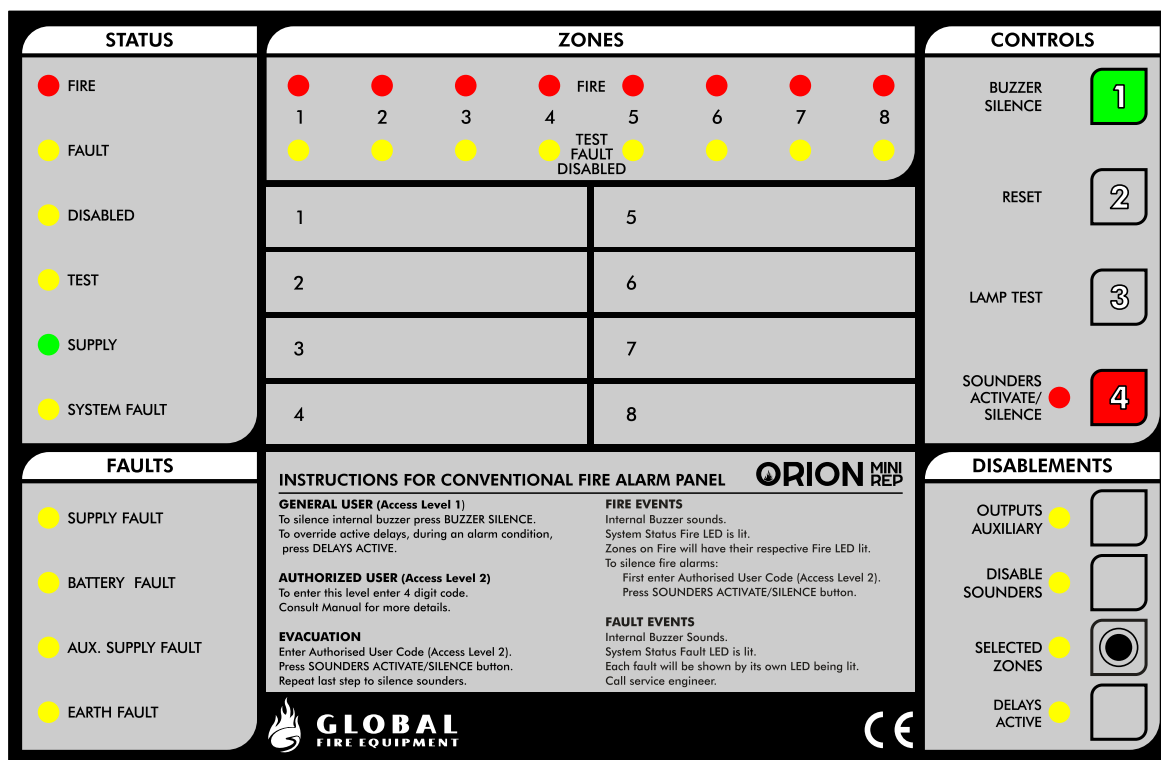 STATUS
FIRE
FAULT
DISABLED
TEST
SUPPLY
SYSTEM FAULT
ZONES
FIRE
1 2 3 4 5 6 7 8
TEST
FAULT
DISABLED
1
2
3
4
5
6
7
8
CONTROLS
BUZZER
SILENCE
1
RESET
2
LAMP TEST
3
SOUNDERS
ACTIVATE/
SILENCE
4
FAULTS
SUPPLY FAULT
BATTERY FAULT
AUX. SUPPLY FAULT
EARTH FAULT
INSTRUCTIONS FOR CONVENTIONAL FIRE ALARM PANEL
ORION MINI
REP
GENERAL USER (Access Level 1)
To silence internal buzzer press BUZZER SILENCE.
To override active delays, during an alarm condition,
press DELAYS ACTIVE.
AUTHORIZED USER (Access Level 2)
To enter this level enter 4 digit code.
Consult Manual for more details.
EVACUATION
Enter Authorised User Code (Access Level 2).
Press SOUNDERS ACTIVATE/SILENCE button.
Repeat last step to silence sounders.
FIRE EVENTS
Internal Buzzer sounds.
System Status Fire LED is lit.
Zones on Fire will have their respective Fire LED lit.
To silence fire alarms:
First enter Authorised User Code (Access Level 2).
Press SOUNDERS ACTIVATE/SILENCE button.
FAULT EVENTS
Internal Buzzer Sounds.
System Status Fault LED is lit.
Each fault will be shown by its own LED being lit.
Call service engineer.
GLOBAL
FIRE EQUIPMENT
CE
DISABLEMENTS
OUTPUTS
AUXILIARY
DISABLE
SOUNDERS
SELECTED
ZONES
DELAYS
ACTIVE